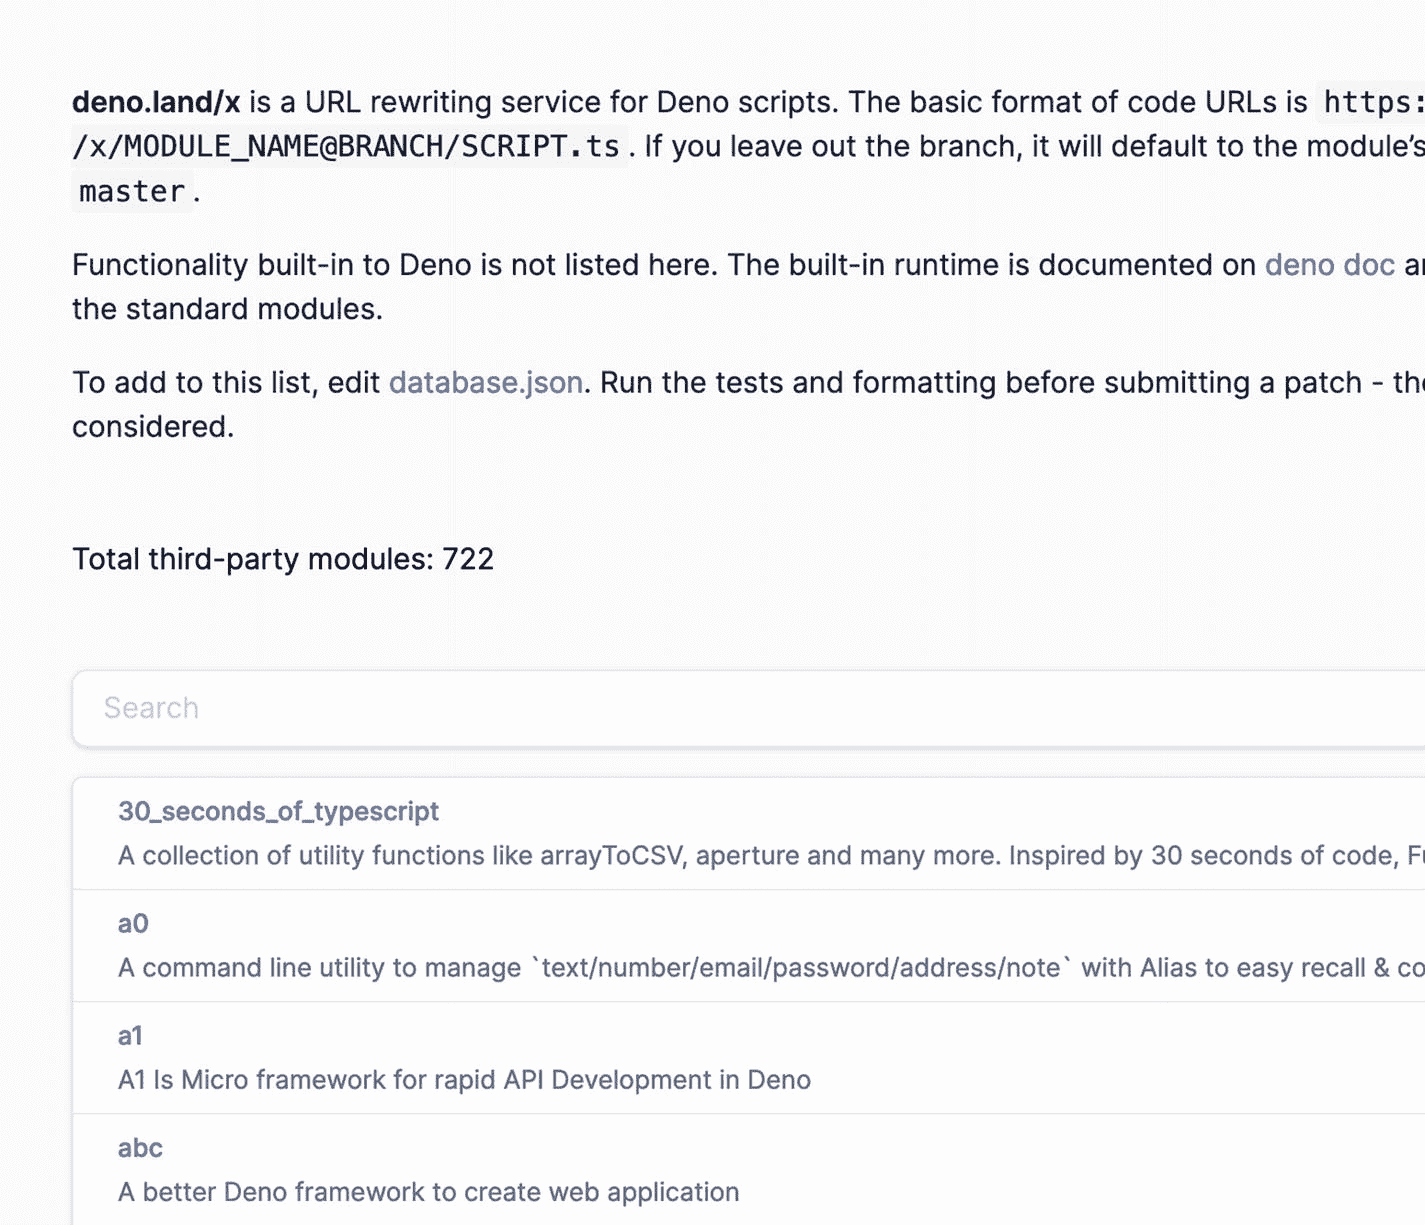 deno.land/x is a URL rewriting service for Deno scripts. The basic format of code URLs is https:
/x/MODULE_NAME@BRANCH/SCRIPT.ts. If you leave out the branch, it will default to the module’s
master.
Functionality built-in to Deno is not listed here. The built-in runtime is documented on deno doc
the standard modules.
To add to this list, edit database.json. Run the tests and formatting before submitting a patch -
considered.
Total third-party modules: 722
Search
30_seconds_of_typescript
A collection of utility functions like arrayToCSV, aperture and many more. Inspired by 30 seconds of code,
a0
A command line utility to manage `text/number/email/password/address/note` with Alias to easy recall &
a1
A1 Is Micro framework for rapid API Development in Deno
abc
A better Deno framework to create web application